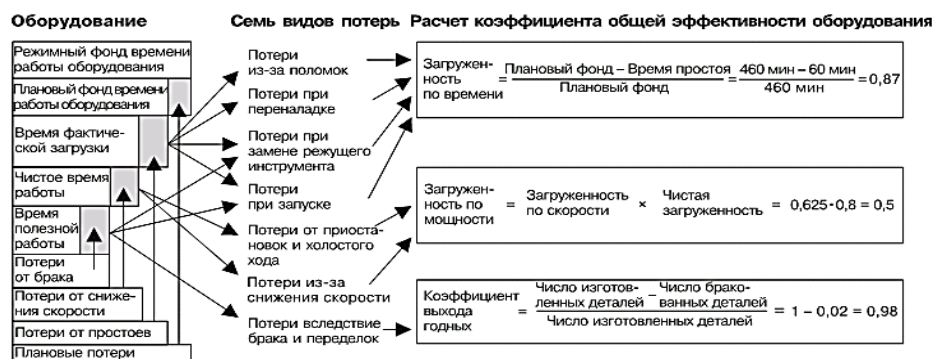 Оборудование
Семь видов потерь
Расчет коэффициента общей эффективности оборудования
Режимный фонд времени
работы оборудования
Плановый фонд времени
работы оборудования
Время фактиче-
ской загрузки
Чистое время
работы
Время
полезной
работы
Потери
от брака
Потери от сниже-
ния скорости
Потери от простоев
Плановые потери
Потери
из-за поломок
Потери при
переналадке
Потери при
замене режущего
инструмента
Потери
при запуске
Потери от приоста-
новок и холостого
хода
Потери из-за
снижения скорости
Потери вследствие
брака и переделок
Загружен-
ность
по времени
= Плановый фонд – Время простоя = 460 мин – 60 мин = 0,87
Плановый фонд 460 мин
Загружен-
ность по
мощности
= Загруженность по скорости × Чистая загруженность = 0,625·0,8 = 0,5
Коэффициент
выхода
годных
= Число изготов-
ленных деталей – Число брако-
ванных деталей
Число изготовленных деталей
= 1 – 0,02 = 0,98